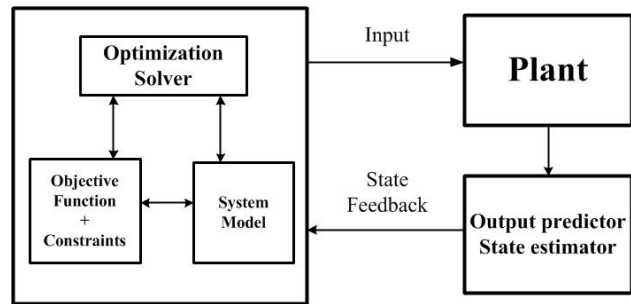 Optimization
Solver
Objective
Function
+
Constraints
System
Model
Input
Plant
State
Feedback
Output predictor
State estimator